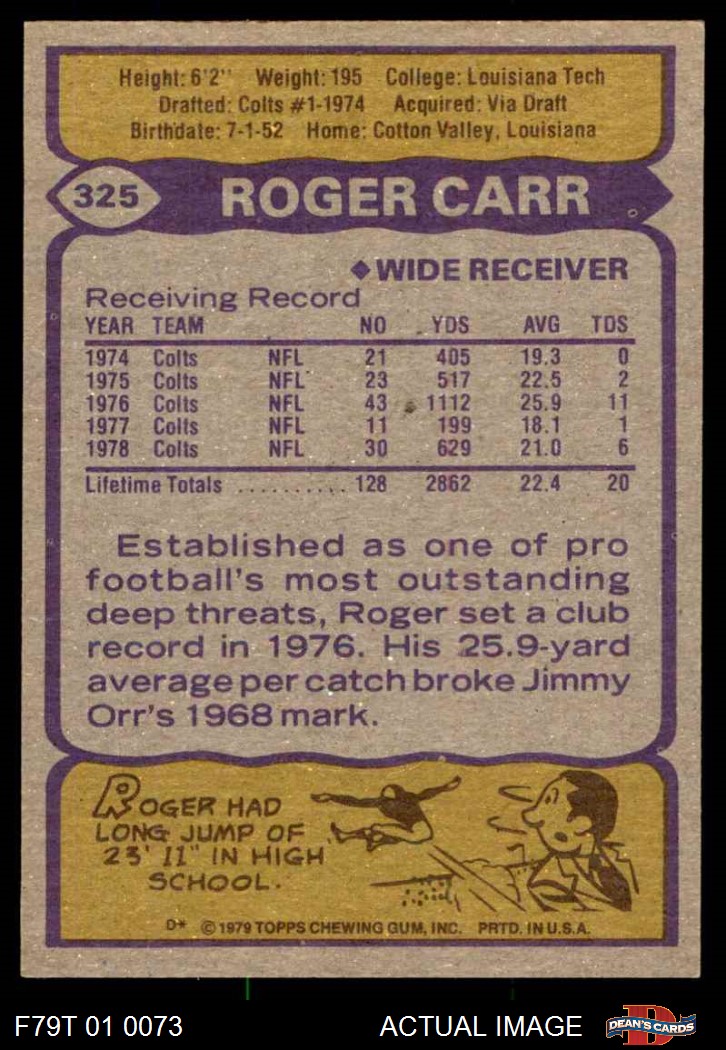 Height: 6'2" Weight: 195 College: Louisiana Tech
Drafted: Colts #1-1974 Acquired: Via Draft
Birthdate: 7-1-52 Home: Cotton Valley, Louisiana
325 ROGER CARR
◆WIDE RECEIVER
Receiving Record
YEAR TEAM NO YDS AVG TDS
1974 Colts NFL 21 405 19.3 0
1975 Colts NFL 23 517 22.5 2
1976 Colts NFL 43 1112 25.9 11
1977 Colts NFL 11 199 18.1 1
1978 Colts NFL 30 629 21.0 6
Lifetime Totals .......... 128 2862 22.4 20
Established as one of pro
football's most outstanding
deep threats, Roger set a club
record in 1976. His 25.9-yard
average per catch broke Jimmy
Orr's 1968 mark.
ROGER HAD
LONG JUMP OF
23' 11" IN HIGH
SCHOOL.
D* © 1979 TOPPS CHEWING GUM, INC. PRTD. IN U.S.A.
F79T 01 0073 ACTUAL IMAGE D DEAN'S CARDS